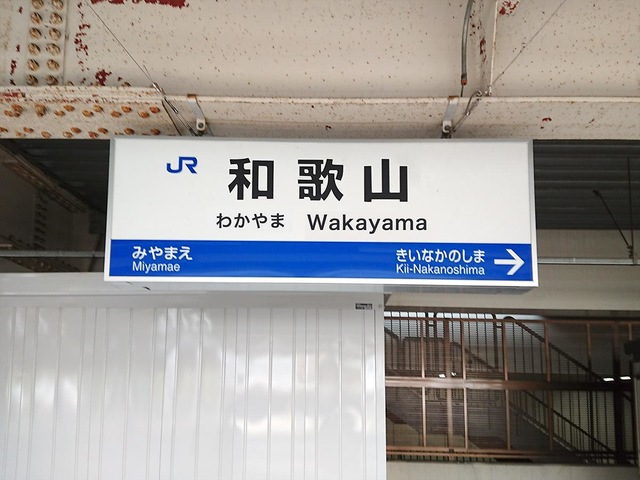 JR 和歌山
わかやま Wakayama
みやまえ きいなかのしま
Miyamae Kii-Nakanoshima